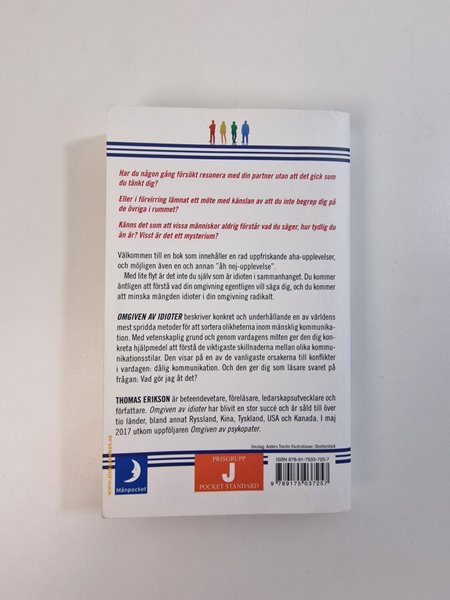 Har du någon gång försökt resonera med din partner utan att det gick som
du tänkt dig?
Eller i förvirring lämnat ett möte med känslan av att du inte begrep dig på
de övriga i rummet?
Känns det som att vissa människor aldrig förstår vad du säger, hur tydlig du
än är? Visst är det ett mysterium?
Välkommen till en bok som innehåller en rad uppfriskande aha-upplevelser,
och möjligen även en och annan "åh nej-upplevelse".
Med lite flyt är det inte du själv som är idioten i sammanhanget. Du kommer
äntligen att förstå vad din omgivning egentligen vill säga dig, och du kommer
att minska mängden idioter i din omgivning radikalt.
OMGIVEN AV IDIOTER beskriver konkret och underhållande en av världens
mest spridda metoder för att sortera olikheterna inom mänsklig kommunika-
tion. Med vetenskaplig grund och genom vardagens möten ger den dig kon-
kreta hjälpmedel att förstå de viktigaste skillnaderna mellan olika kommu-
nikationsstilar. Den visar på en av de vanligaste orsakerna till konflikter
i vardagen: dålig kommunikation. Och den ger dig som läsare svaret på
frågan: Vad gör jag åt det?
THOMAS ERIKSON är beteendevetare, föreläsare, ledarskapsutvecklare och
författare. Omgiven av idioter har blivit en stor succé och är såld till över
tio länder, bland annat Ryssland, Kina, Tyskland, USA och Kanada. I maj
2017 utkom uppföljaren Omgiven av psykopater.
Omslag: Anders Timrén Illustrationer: Shutterstock
Månpocket
PRISGRUPP
J
POCKET STANDARD
ISBN 978-91-7503-725-7
9 789175 037257